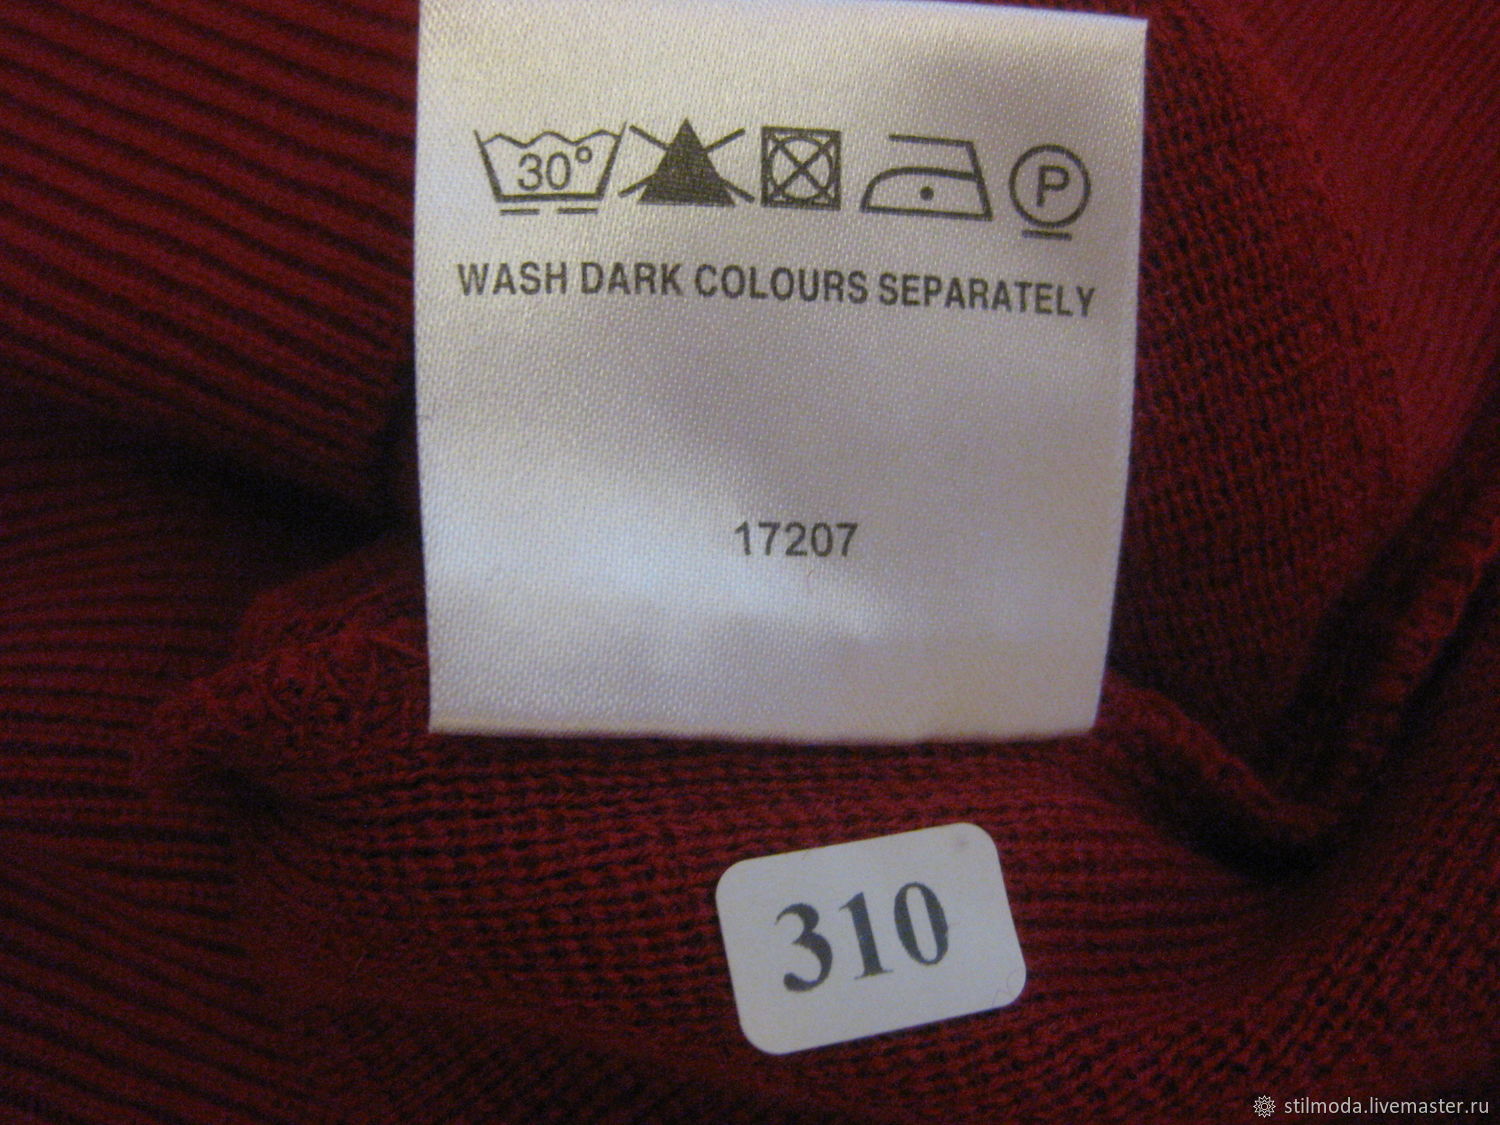 30°
P
WASH DARK COLOURS SEPARATELY
17207
310
stilmoda.livemaster.ru